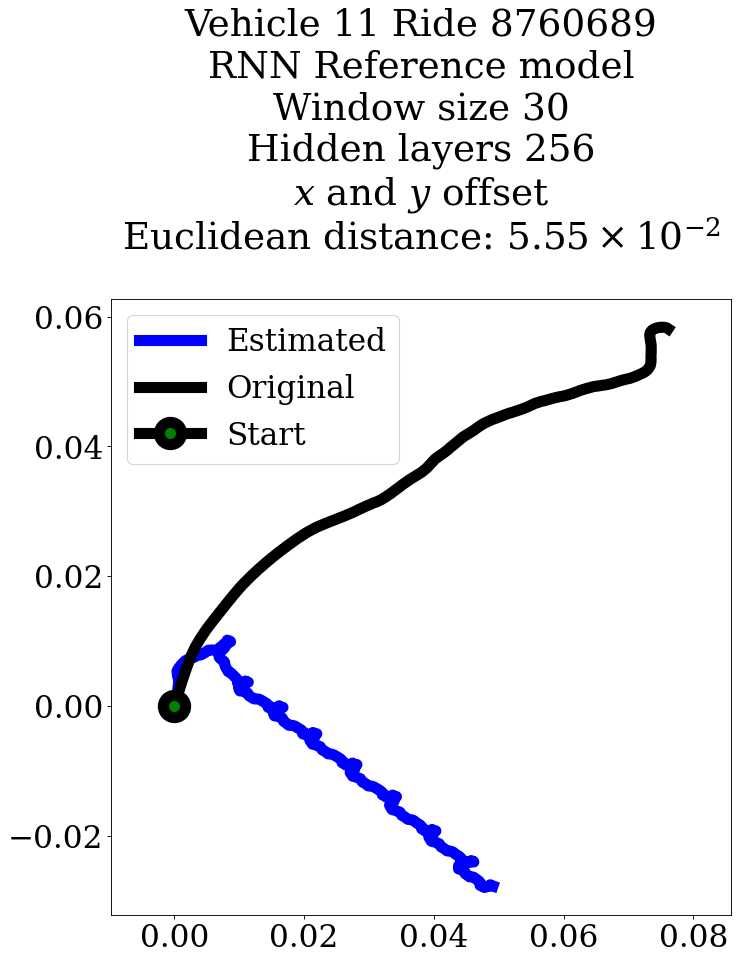 Vehicle 11 Ride 8760689
RNN Reference model
Window size 30
Hidden layers 256
x and y offset
Euclidean distance: 5.55 × 10⁻²
Estimated
Original
Start
0.06
0.04
0.02
0.00
−0.02
0.00 0.02 0.04 0.06 0.08